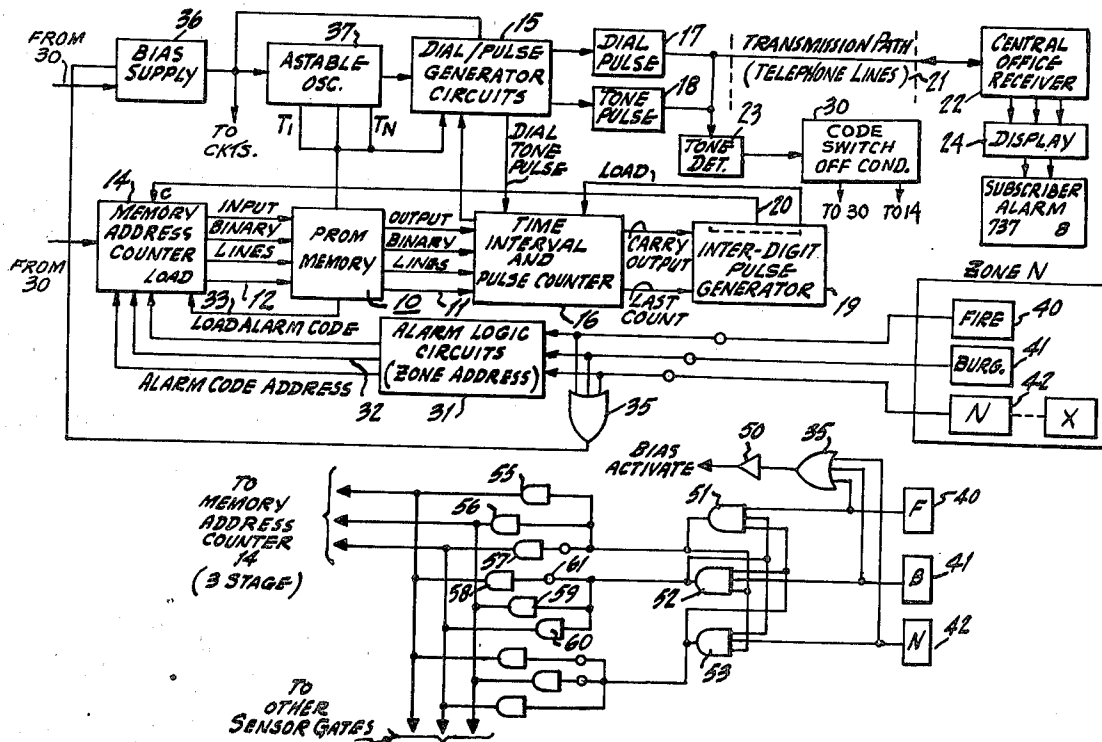 FROM
30
36
BIAS
SUPPLY
TO
CKTS.
37
ASTABLE
OSC.
T1
TN
15
DIAL/PULSE
GENERATOR
CIRCUITS
DIAL
TONE
PULSE
DIAL
PULSE
17
TONE
PULSE
18
TRANSMISSION PATH
(TELEPHONE LINES)
21
CENTRAL
OFFICE
RECEIVER
22
23
TONE
DET.
30
CODE
SWITCH
OFF COND.
TO 30
TO 14
24
DISPLAY
SUBSCRIBER
ALARM
737 8
14
C
MEMORY
ADDRESS
COUNTER
LOAD
FROM
30
INPUT
BINARY
LINES
12
33
LOAD ALARM CODE
PROM
MEMORY
10
OUTPUT
BINARY
LINES
11
TIME
INTERVAL
AND
PULSE COUNTER
16
LOAD
20
CARRY
OUTPUT
LAST
COUNT
INTER-DIGIT
PULSE
GENERATOR
19
ALARM LOGIC
CIRCUITS
(ZONE ADDRESS)
31
ALARM CODE ADDRESS
32
35
ZONE N
FIRE
40
BURG.
41
42
N
X
BIAS
ACTIVATE
50
35
F
40
B
41
N
42
51
52
53
TO
MEMORY
ADDRESS
COUNTER
14
(3 STAGE)
55
56
57
61
58
59
60
TO
OTHER
SENSOR GATES